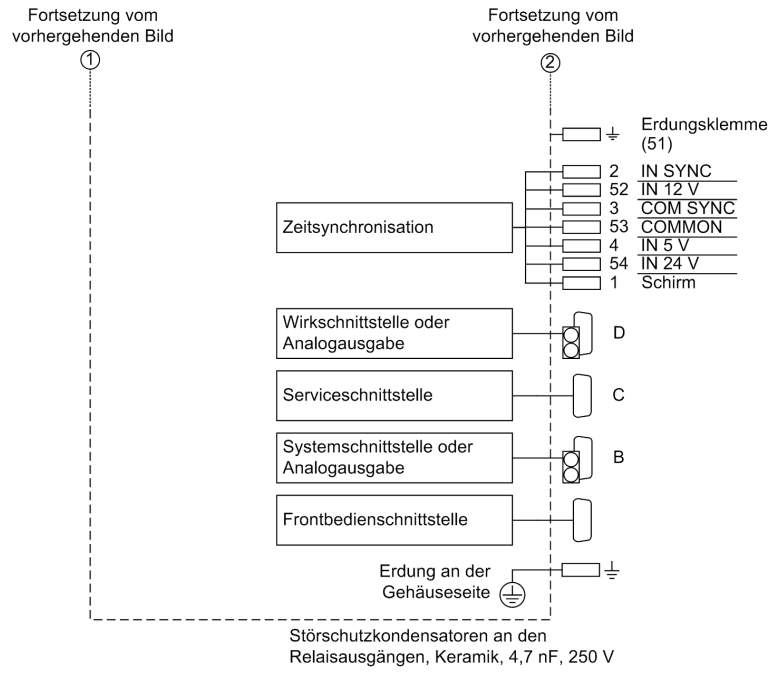 Fortsetzung vom
vorhergehenden Bild
1
Fortsetzung vom
vorhergehenden Bild
2
Erdungsklemme
(51)
Zeitsynchronisation
2 IN SYNC
52 IN 12 V
3 COM SYNC
53 COMMON
4 IN 5 V
54 IN 24 V
1 Schirm
Wirkschnittstelle oder
Analogausgabe
D
Serviceschnittstelle
C
Systemschnittstelle oder
Analogausgabe
B
Frontbedienschnittstelle
Erdung an der
Gehäuseseite
Störschutzkondensatoren an den
Relaisausgängen, Keramik, 4,7 nF, 250 V